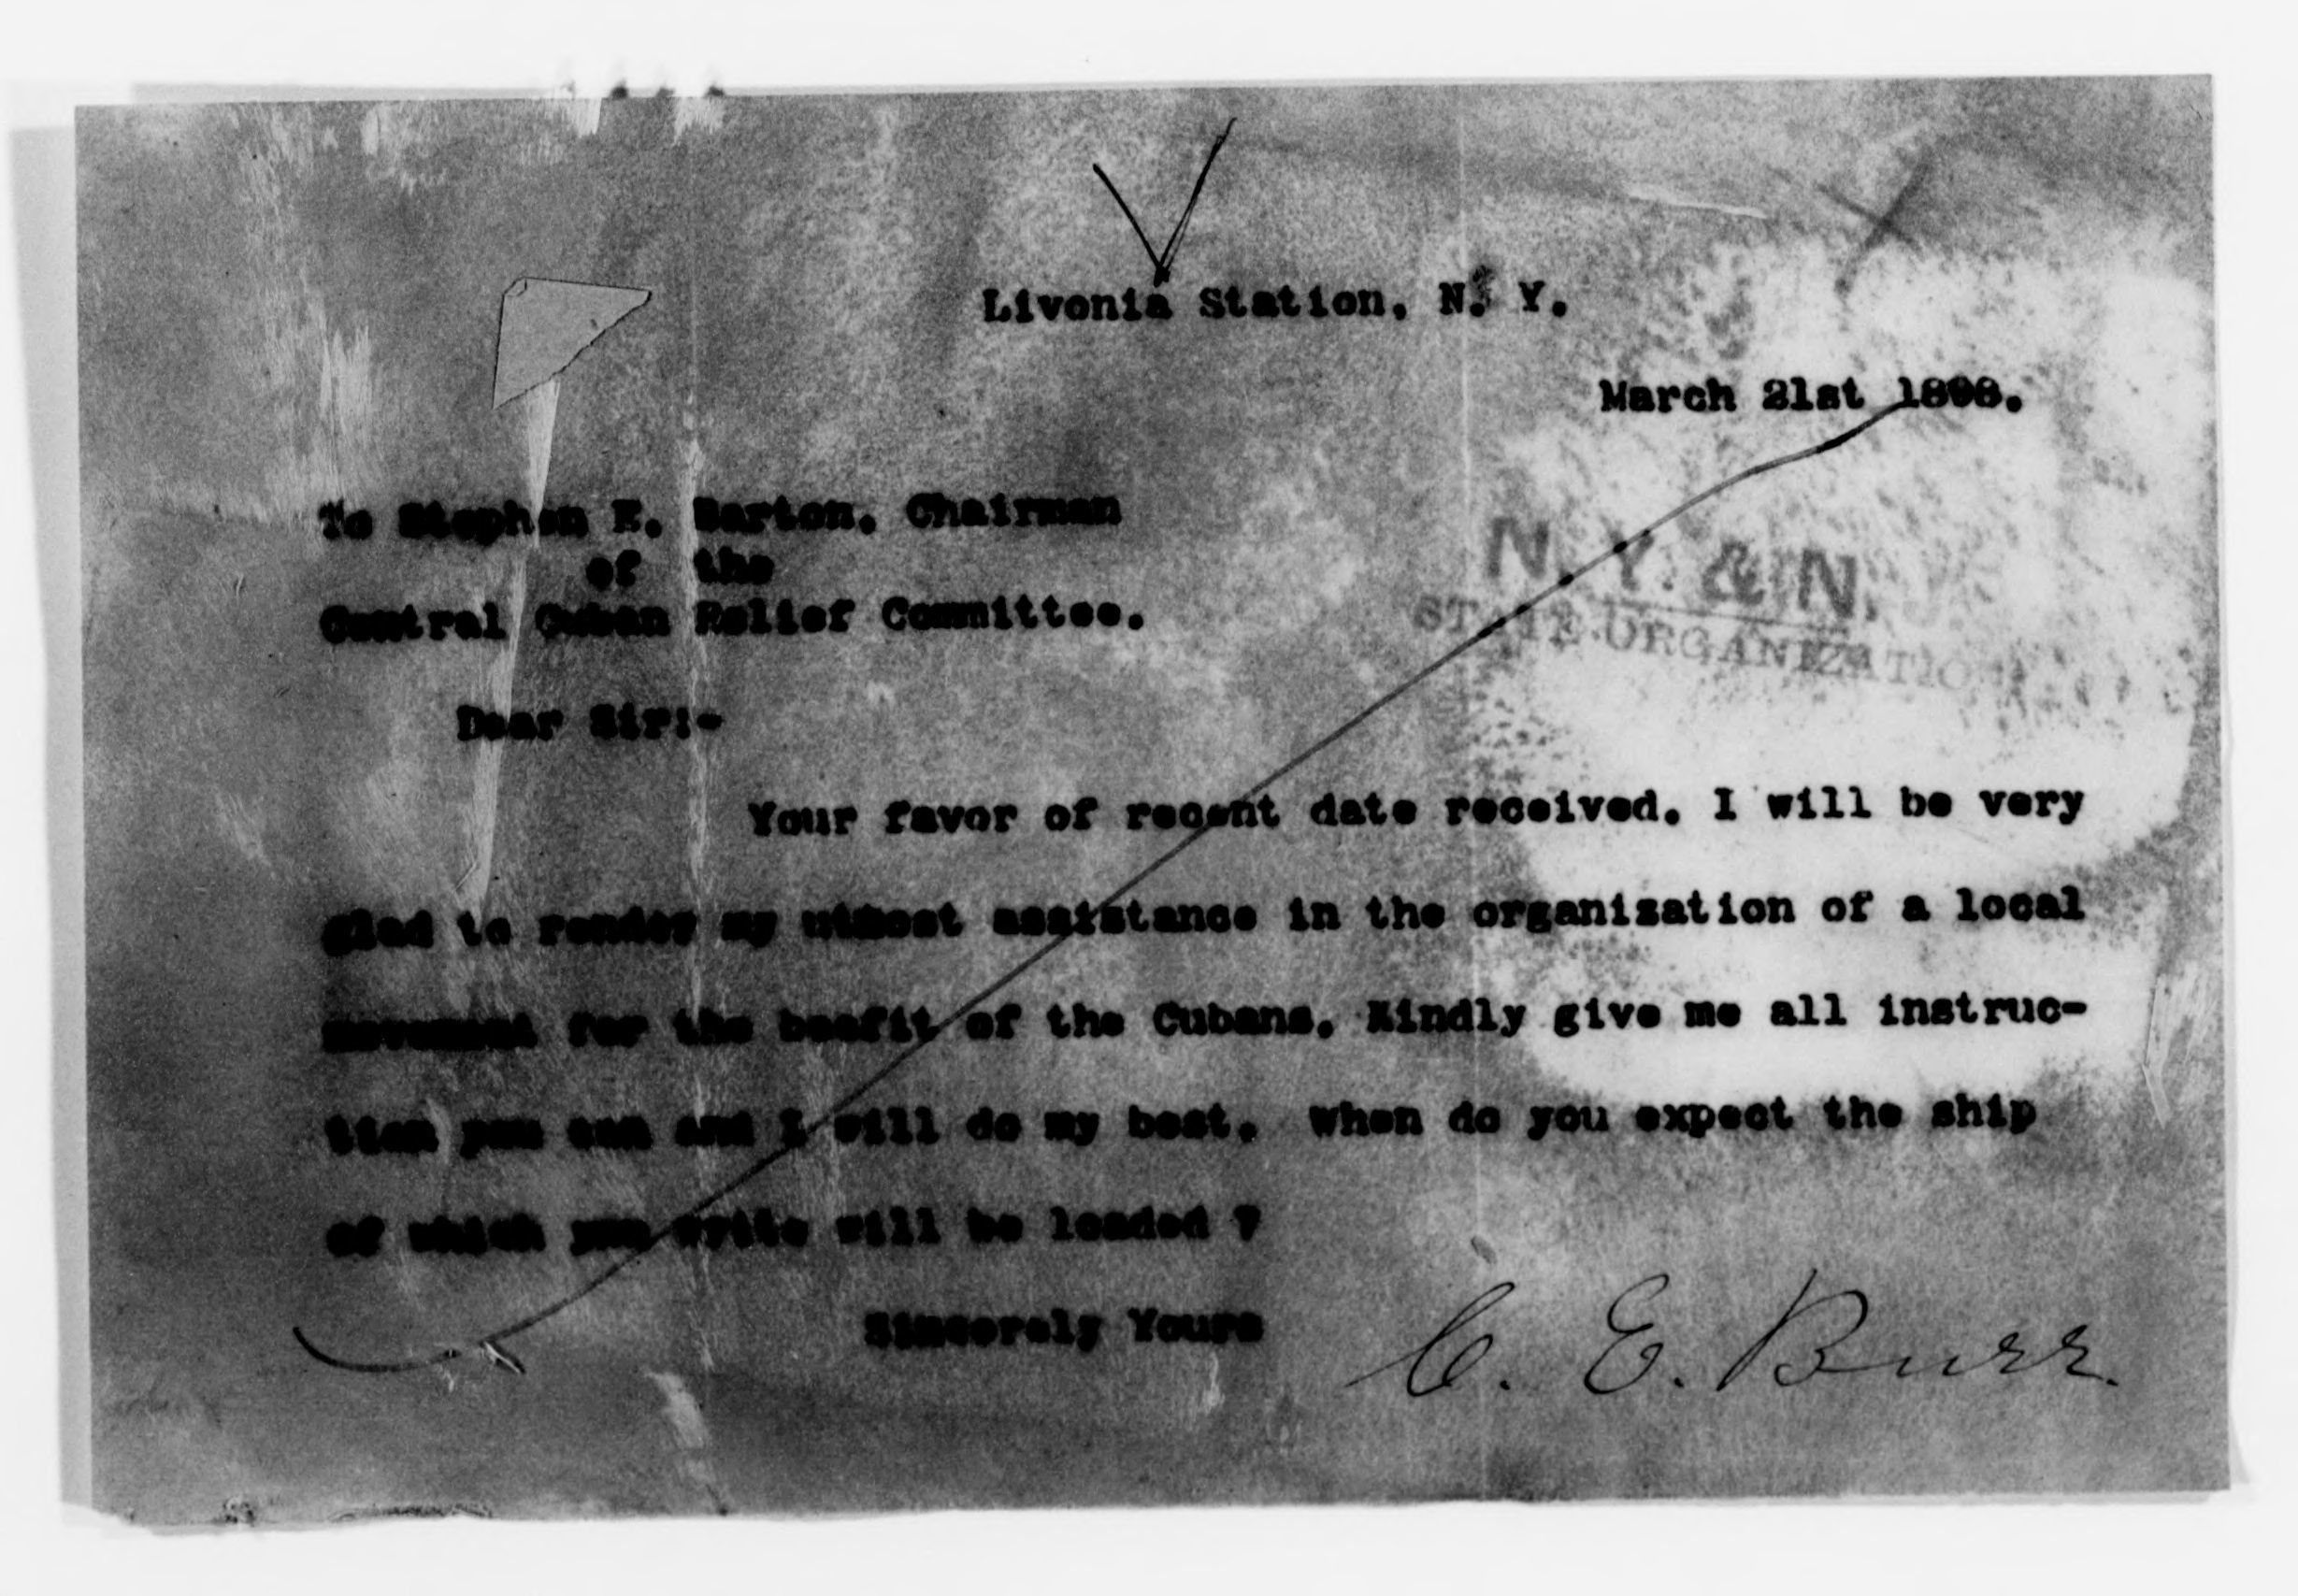 Livonia Station, N. Y.
March 21st 1898.
To Stephen E. Barton, Chairman
of the
Central Cuban Relief Committee.
N. Y. & N. J.
STATE ORGANIZATION
Dear Sir:-
Your favor of recent date received. I will be very
glad to render my utmost assistance in the organization of a local
movement for the benefit of the Cubans. Kindly give me all instruc-
tion you can and I will do my best. When do you expect the ship
of which you write will be loaded ?
Sincerely Yours
C. E. Burr.